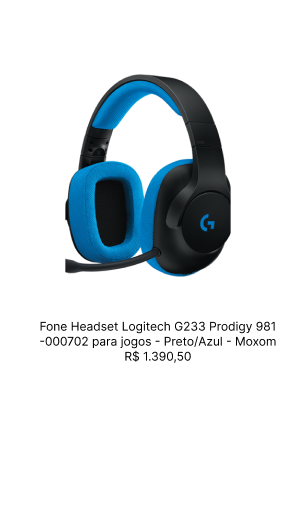 Fone Headset Logitech G233 Prodigy 981
-000702 para jogos - Preto/Azul - Moxom
R$ 1.390,50